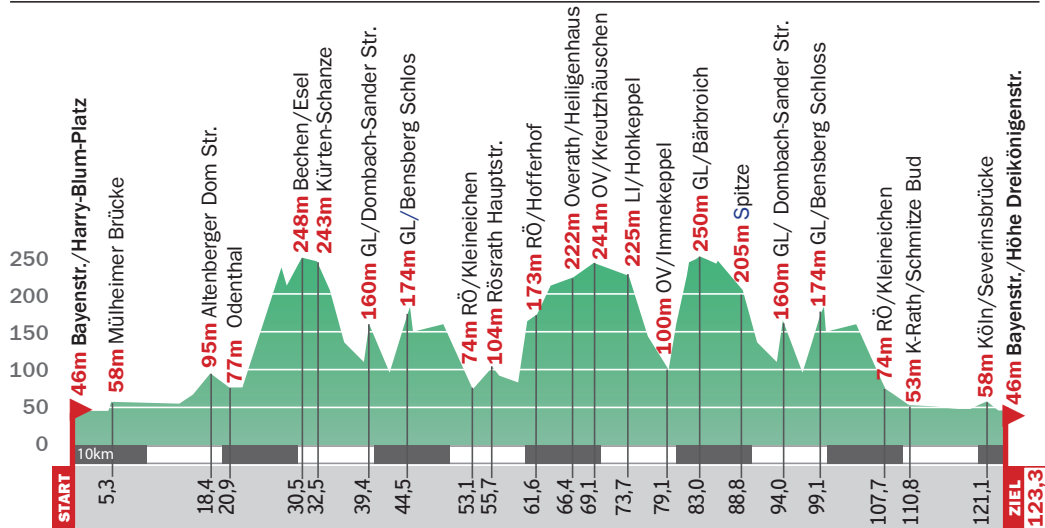 46m Bayenstr./Harry-Blum-Platz
58m Mülheimer Brücke
95m Altenberger Dom Str.
77m Odenthal
248m Bechen/Esel
243m Kürten-Schanze
160m GL/Dombach-Sander Str.
174m GL/Bensberg Schlos
74m RÖ/Kleineichen
104m Rösrath Hauptstr.
173m RÖ/Hofferhof
222m Overath/Heiligenhaus
241m OV/Kreutzhäuschen
225m LI/Hohkeppel
100m OV/Immekeppel
250m GL/Bärbroich
205m Spitze
160m GL/ Dombach-Sander Str.
174m GL/Bensberg Schloss
74m RÖ/Kleineichen
53m K-Rath/Schmitze Bud
58m Köln/Severinsbrücke
46m Bayenstr./Höhe Dreikönigenstr.
250
200
150
100
50
0
10km
START
5,3
18,4
20,9
30,5
32,5
39,4
44,5
53,1
55,7
61,6
66,4
69,1
73,7
79,1
83,0
88,8
94,0
99,1
107,7
110,8
121,1
ZIEL
123,3